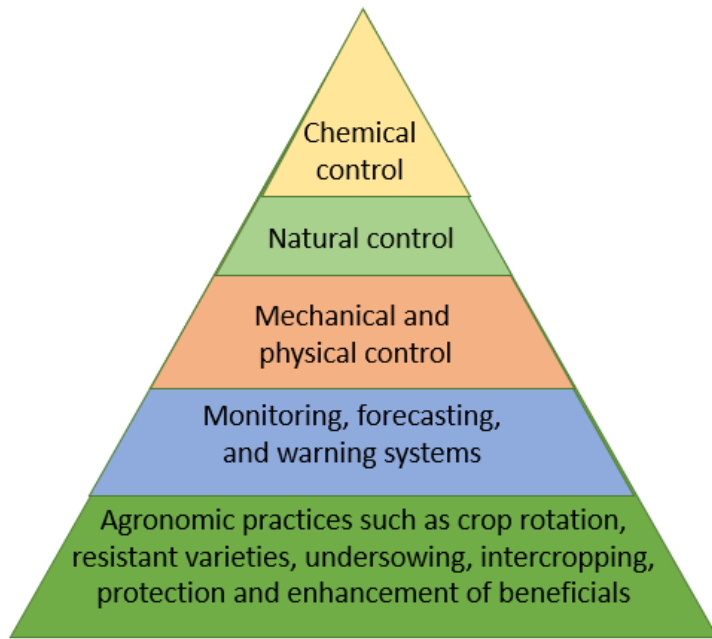 Chemical
control
Natural control
Mechanical and
physical control
Monitoring, forecasting,
and warning systems
Agronomic practices such as crop rotation,
resistant varieties, undersowing, intercropping,
protection and enhancement of beneficials